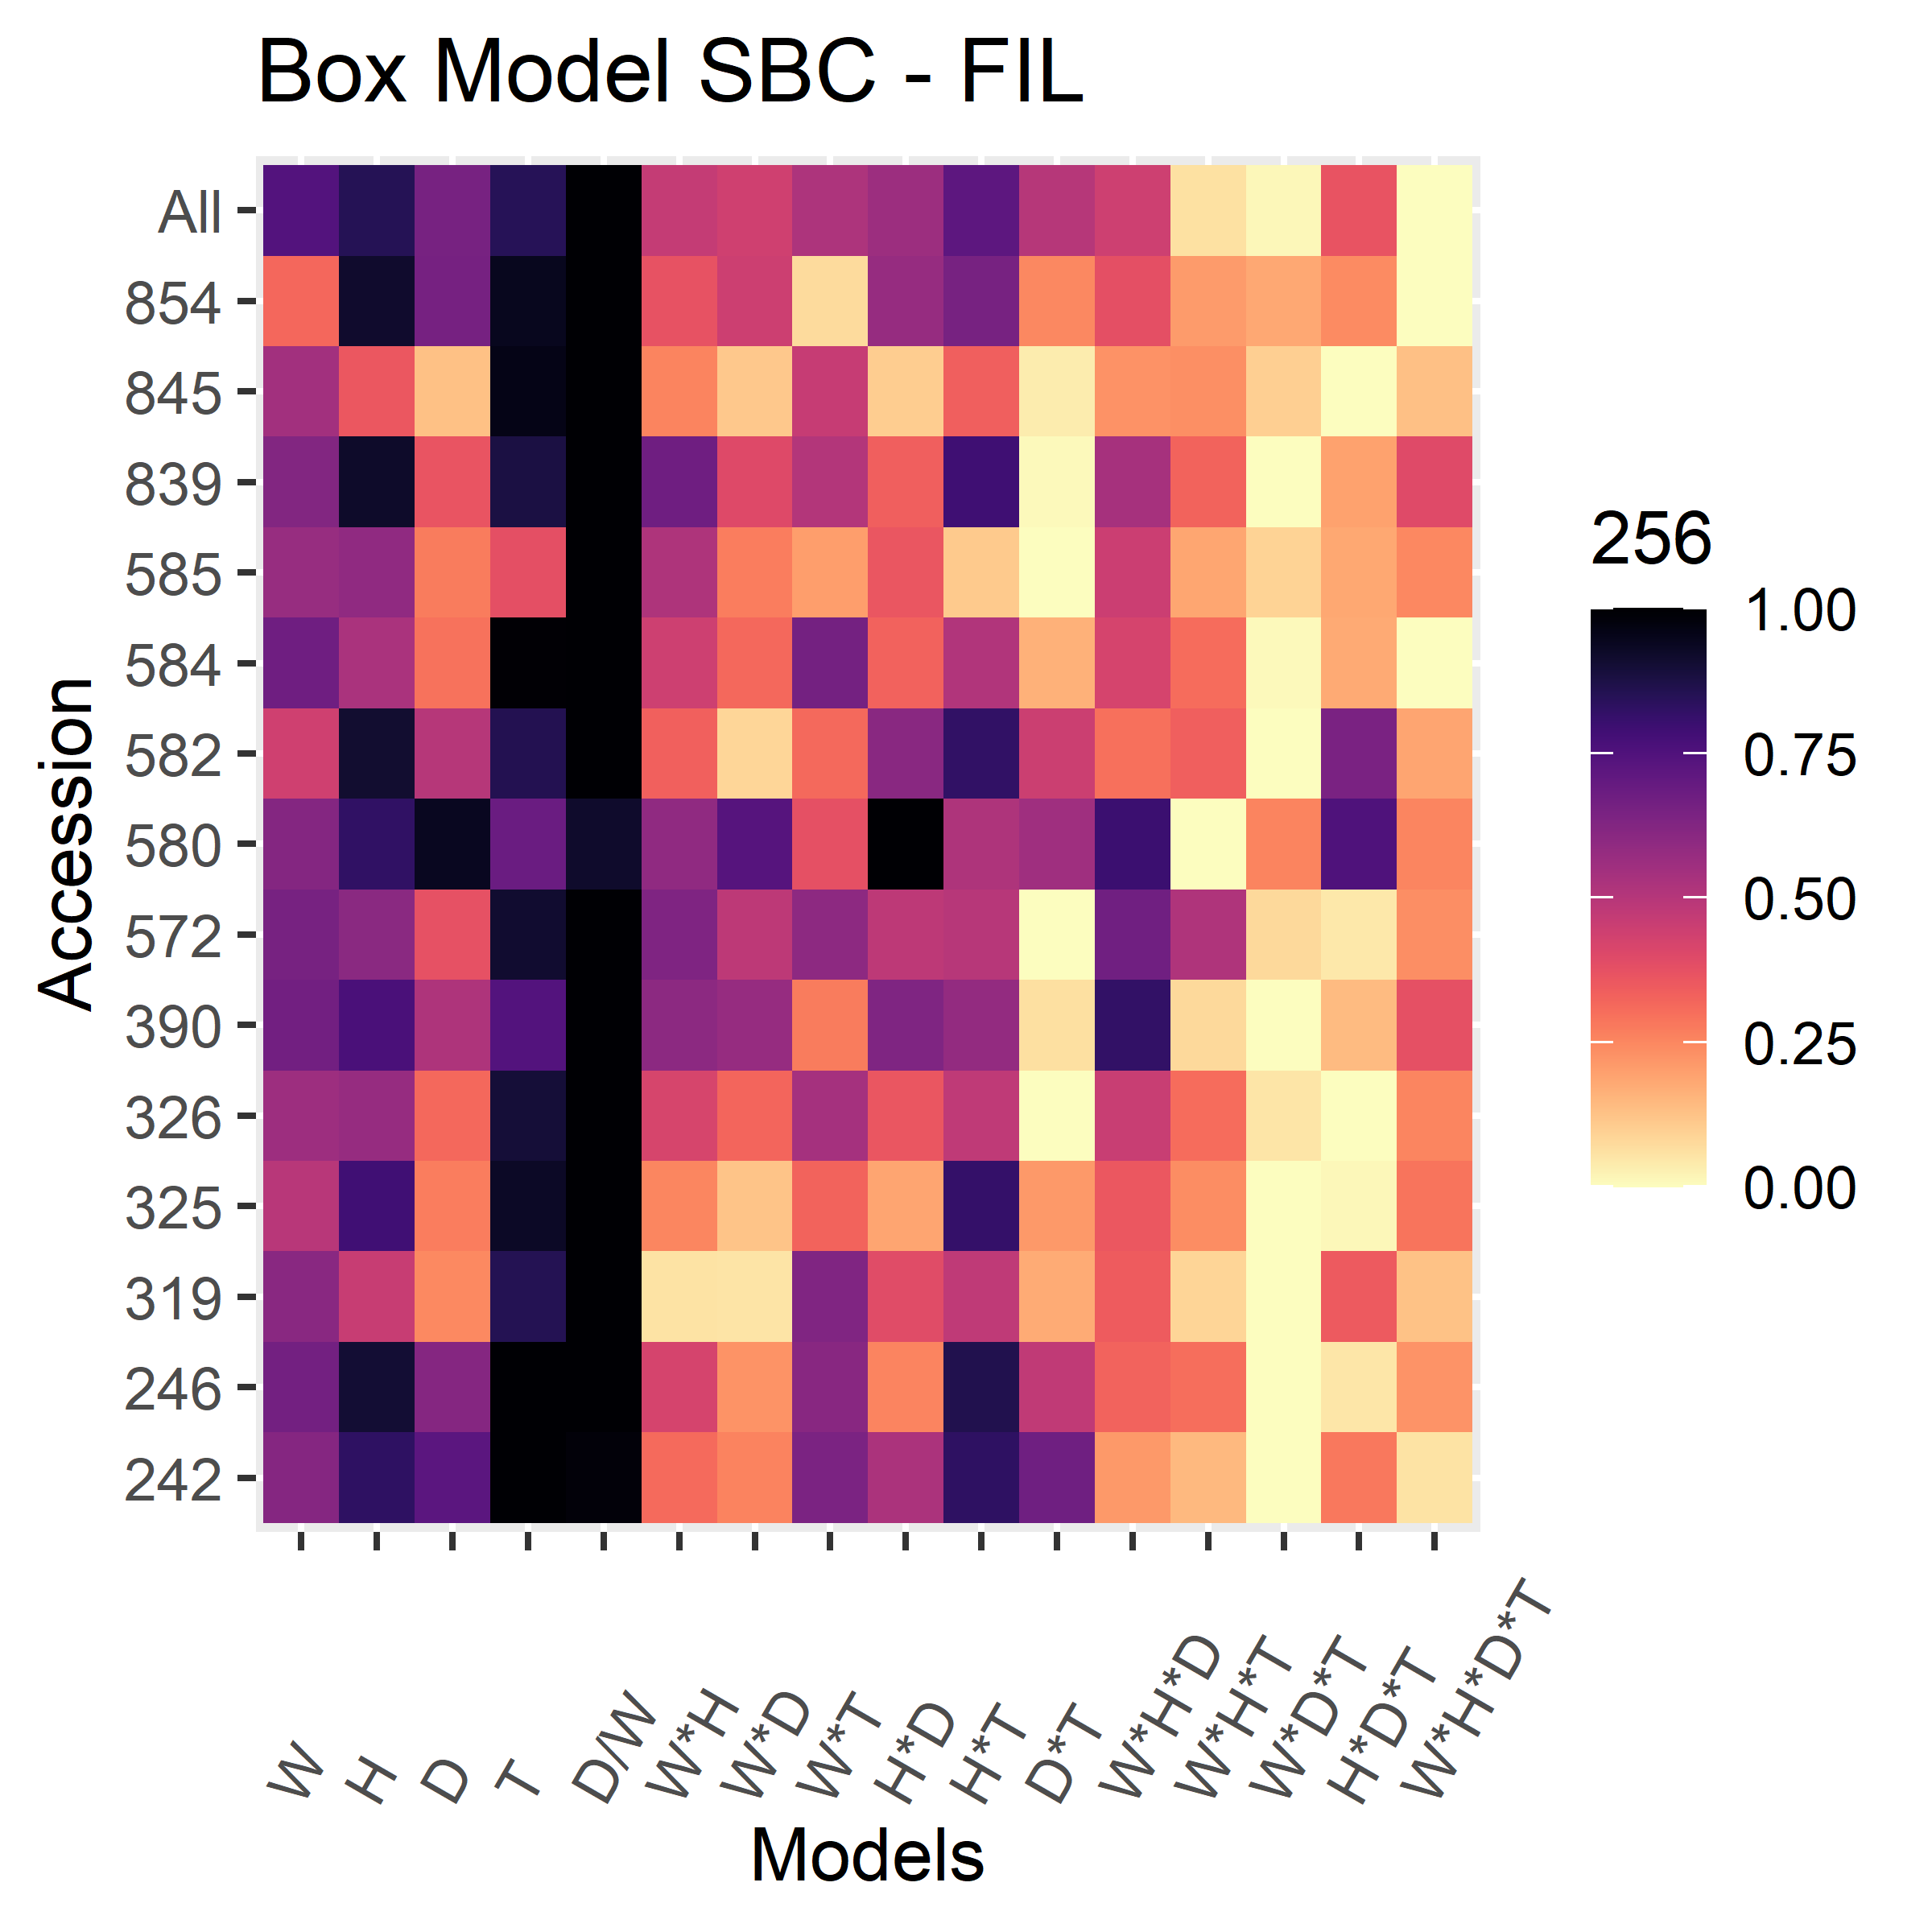 Box Model SBC - FIL
Accession
All
854
845
839
585
584
582
580
572
390
326
325
319
246
242
W
H
D
T
D/W
W*H
W*D
W*T
H*D
H*T
D*T
W*H*D
W*H*T
W*D*T
H*D*T
W*H*D*T
Models
256
1.00
0.75
0.50
0.25
0.00